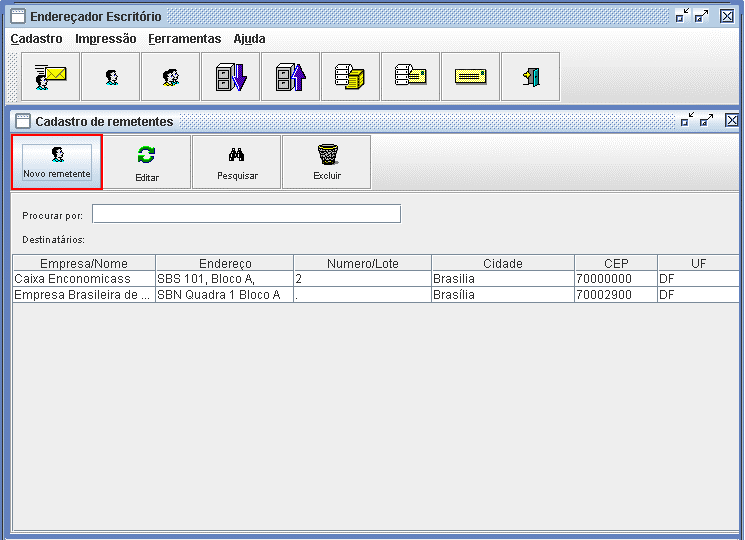 Endereçador Escritório
Cadastro Impressão Ferramentas Ajuda
Cadastro de remetentes
Novo remetente Editar Pesquisar Excluir
Procurar por:
Destinatários:
Empresa/Nome Endereço Numero/Lote Cidade CEP UF
Caixa Enconomicass SBS 101, Bloco A, 2 Brasilia 70000000 DF
Empresa Brasileira de ... SBN Quadra 1 Bloco A . Brasília 70002900 DF